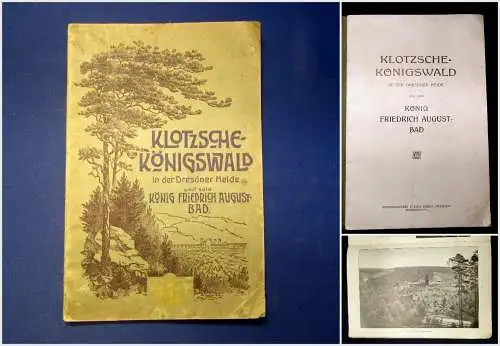 KLOTZSCHE-
KÖNIGSWALD
in der Dresdner Heide
und sein
KÖNIG FRIEDRICH AUGUST-
BAD.
KLOTZSCHE-
KÖNIGSWALD
IN DER DRESDNER HEIDE
UND SEIN
KÖNIG
FRIEDRICH AUGUST-
BAD